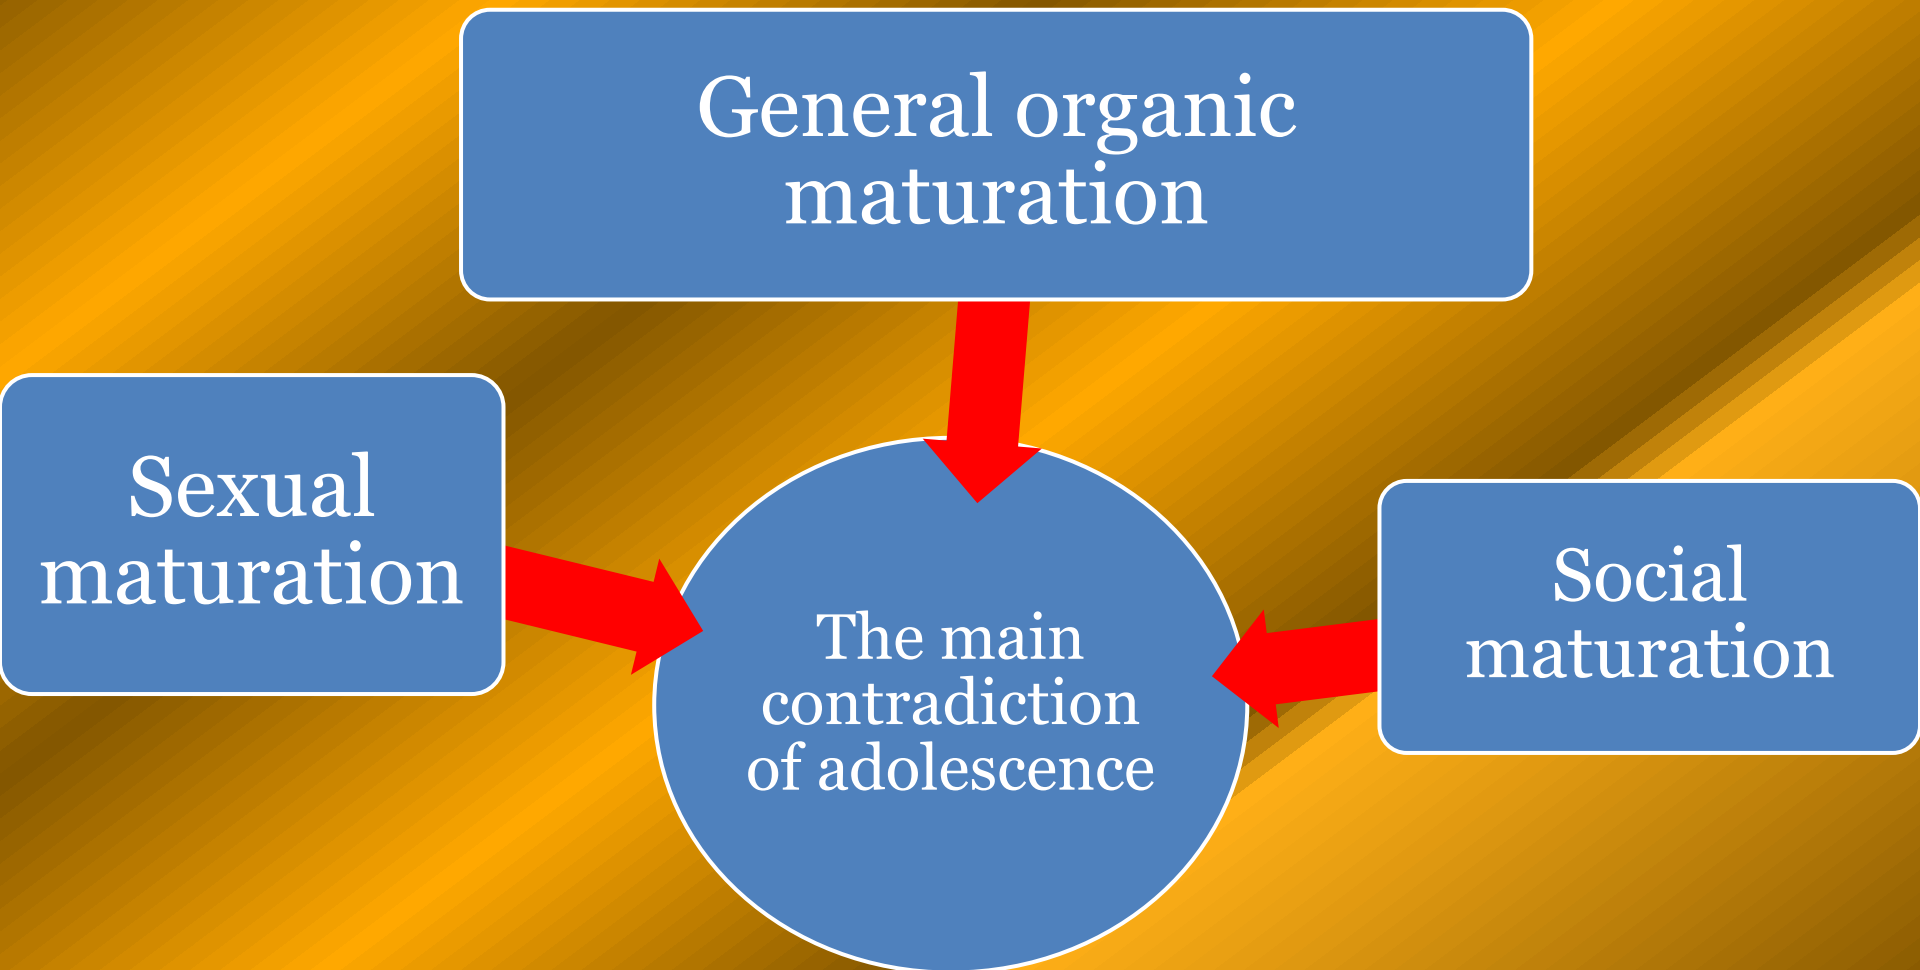 General organic
maturation
Sexual
maturation
The main
contradiction
of adolescence
Social
maturation